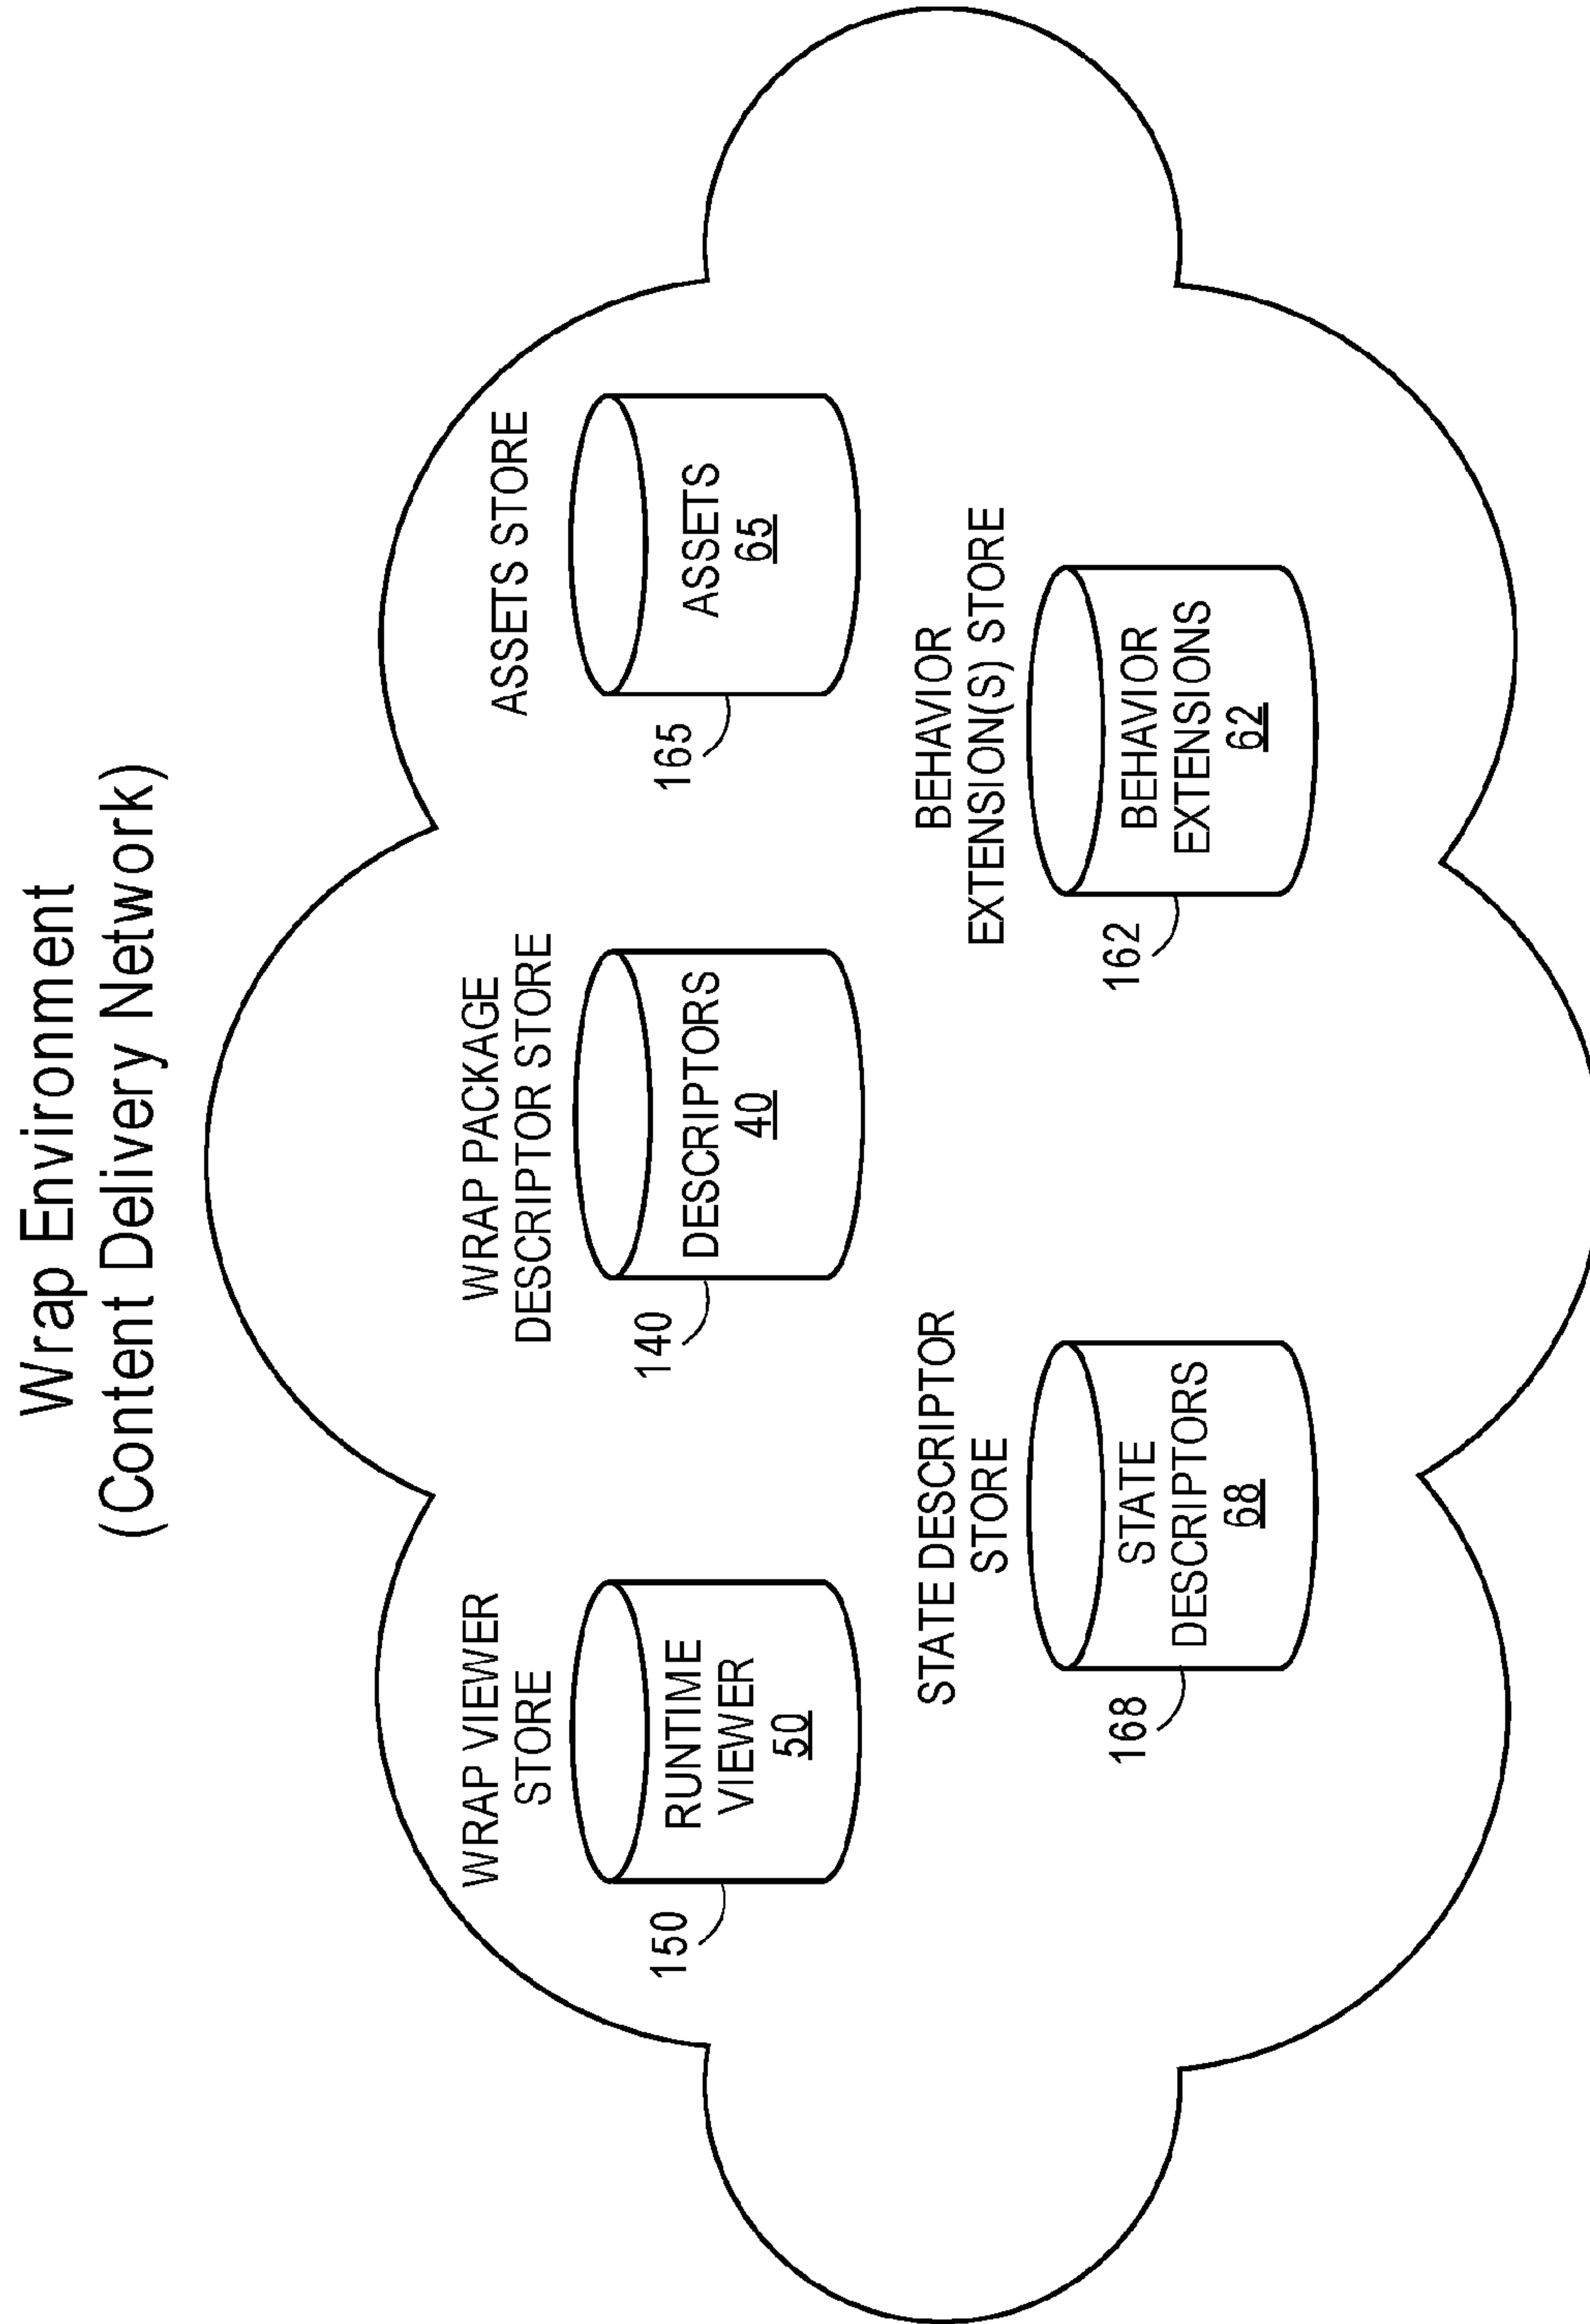 Wrap Environment
(Content Delivery Network)
WRAP VIEWER
STORE
RUNTIME
VIEWER
50
150
WRAP PACKAGE
DESCRIPTOR STORE
DESCRIPTORS
40
140
ASSETS STORE
ASSETS
65
165
STATE DESCRIPTOR
STORE
STATE
DESCRIPTORS
68
168
BEHAVIOR
EXTENSION(S) STORE
BEHAVIOR
EXTENSIONS
62
162